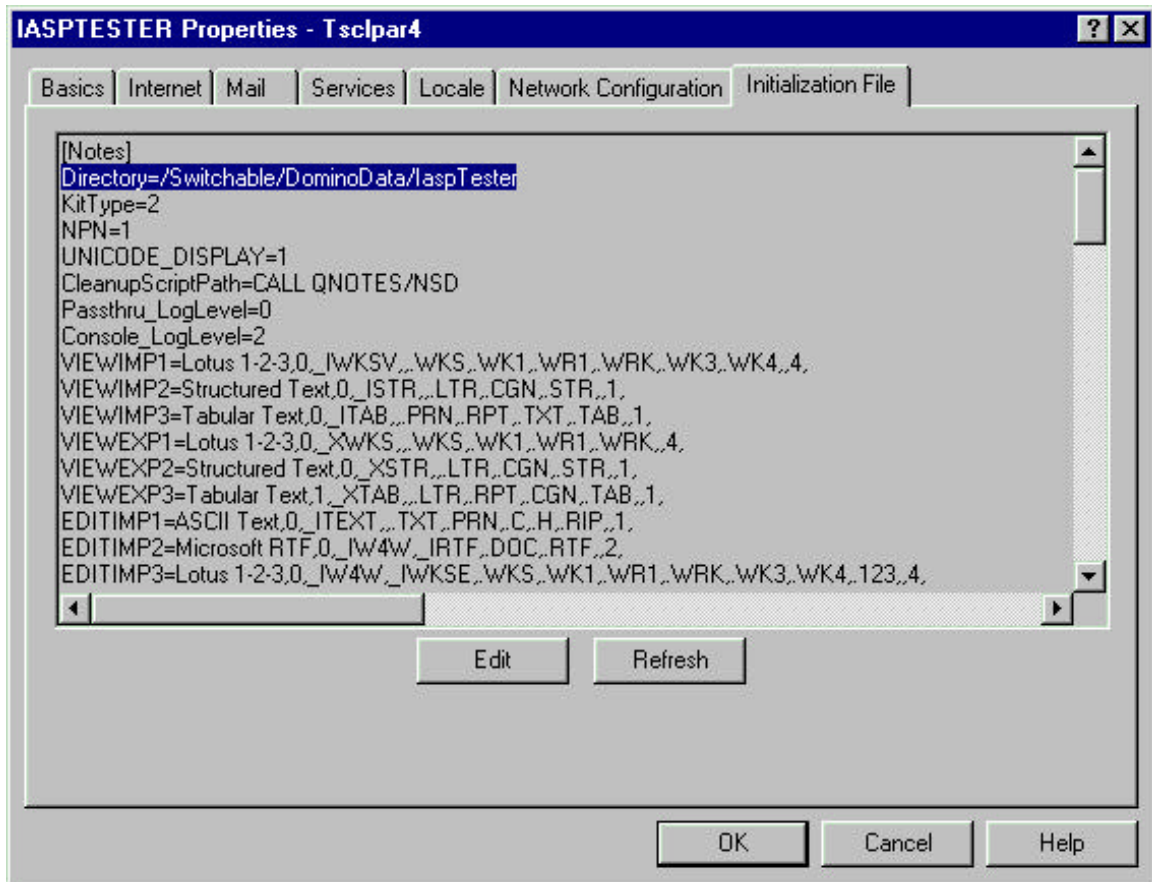 IASPTESTER Properties - Tsclpar4
? X
Basics Internet Mail Services Locale Network Configuration Initialization File
[Notes]
Directory=/Switchable/DominoData/IaspTester
KitType=2
NPN=1
UNICODE_DISPLAY=1
CleanupScriptPath=CALL QNOTES/NSD
Passthru_LogLevel=0
Console_LogLevel=2
VIEWIMP1=Lotus 1-2-3,0,_IWKSV,,.WKS,.WK1,.WR1,.WRK,.WK3,.WK4,,4,
VIEWIMP2=Structured Text,0,_ISTR,,.LTR,.CGN,.STR,,1,
VIEWIMP3=Tabular Text,0,_ITAB,,.PRN,.RPT,.TXT,.TAB,,1,
VIEWEXP1=Lotus 1-2-3,0,_XWKS,,.WKS,.WK1,.WR1,.WRK,,4,
VIEWEXP2=Structured Text,0,_XSTR,,.LTR,.CGN,.STR,,1,
VIEWEXP3=Tabular Text,1,_XTAB,,.LTR,.RPT,.CGN,.TAB,,1,
EDITIMP1=ASCII Text,0,_ITEXT,,.TXT,.PRN,.C,.H,.RIP,,1,
EDITIMP2=Microsoft RTF,0,_IW4W,_IRTF,.DOC,.RTF,,2,
EDITIMP3=Lotus 1-2-3,0,_IW4W,_IWKSE,.WKS,.WK1,.WR1,.WRK,.WK3,.WK4,.123,,4,
Edit Refresh
OK Cancel Help